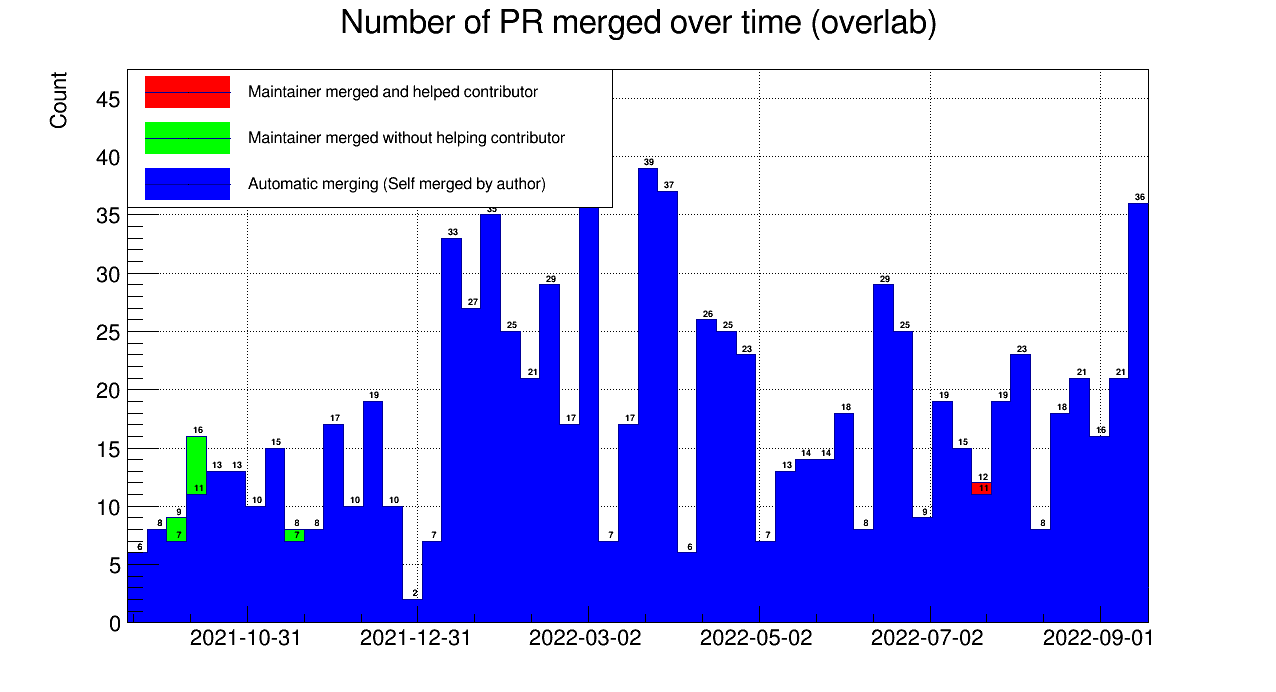 Number of PR merged over time (overlab)
Count
Maintainer merged and helped contributor
Maintainer merged without helping contributor
Automatic merging (Self merged by author)
45
40
35
30
25
20
15
10
5
0
6 8 9 7 16 11 13 13 10 15 8 7 8 17 10 19 10 2 7 33 27 35 25 21 29 17 7 17 39 37 6 26 25 23 7 13 14 14 18 8 29 25 9 19 15 12 11 19 23 8 18 21 16 21 36
2021-10-31 2021-12-31 2022-03-02 2022-05-02 2022-07-02 2022-09-01